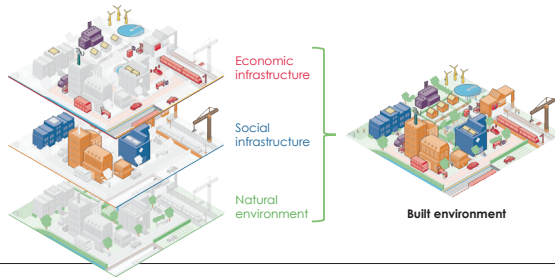 Economic
infrastructure
Social
infrastructure
Natural
environment
Built environment